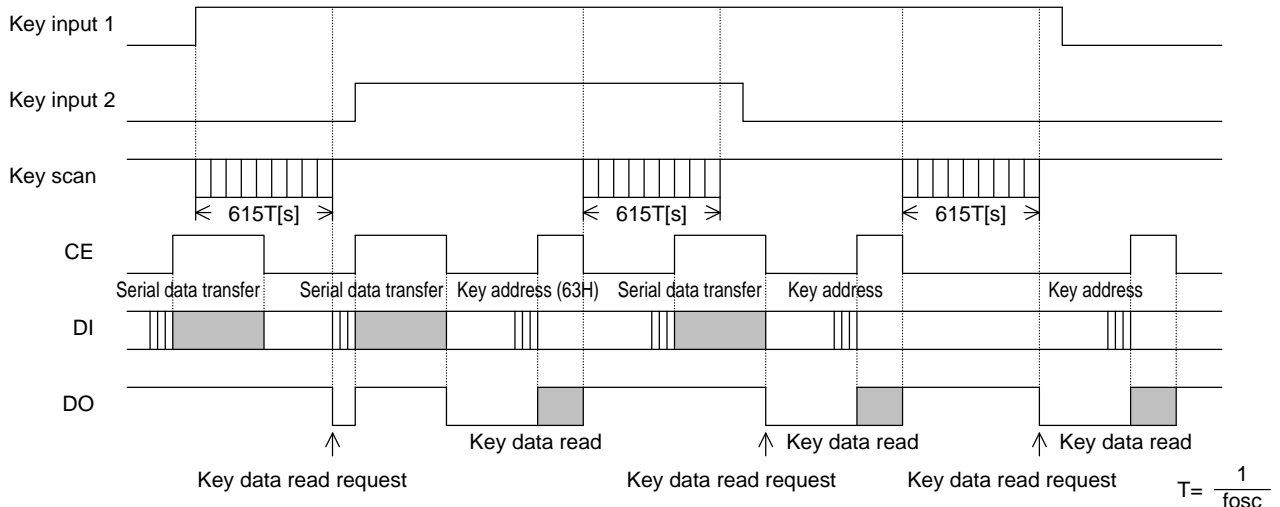 Key input 1
Key input 2
Key scan
615T[s] 615T[s] 615T[s]
CE
Serial data transfer Serial data transfer Key address (63H) Serial data transfer Key address Key address
DI
DO
Key data read Key data read Key data read
Key data read request Key data read request Key data read request
T= 1
fosc